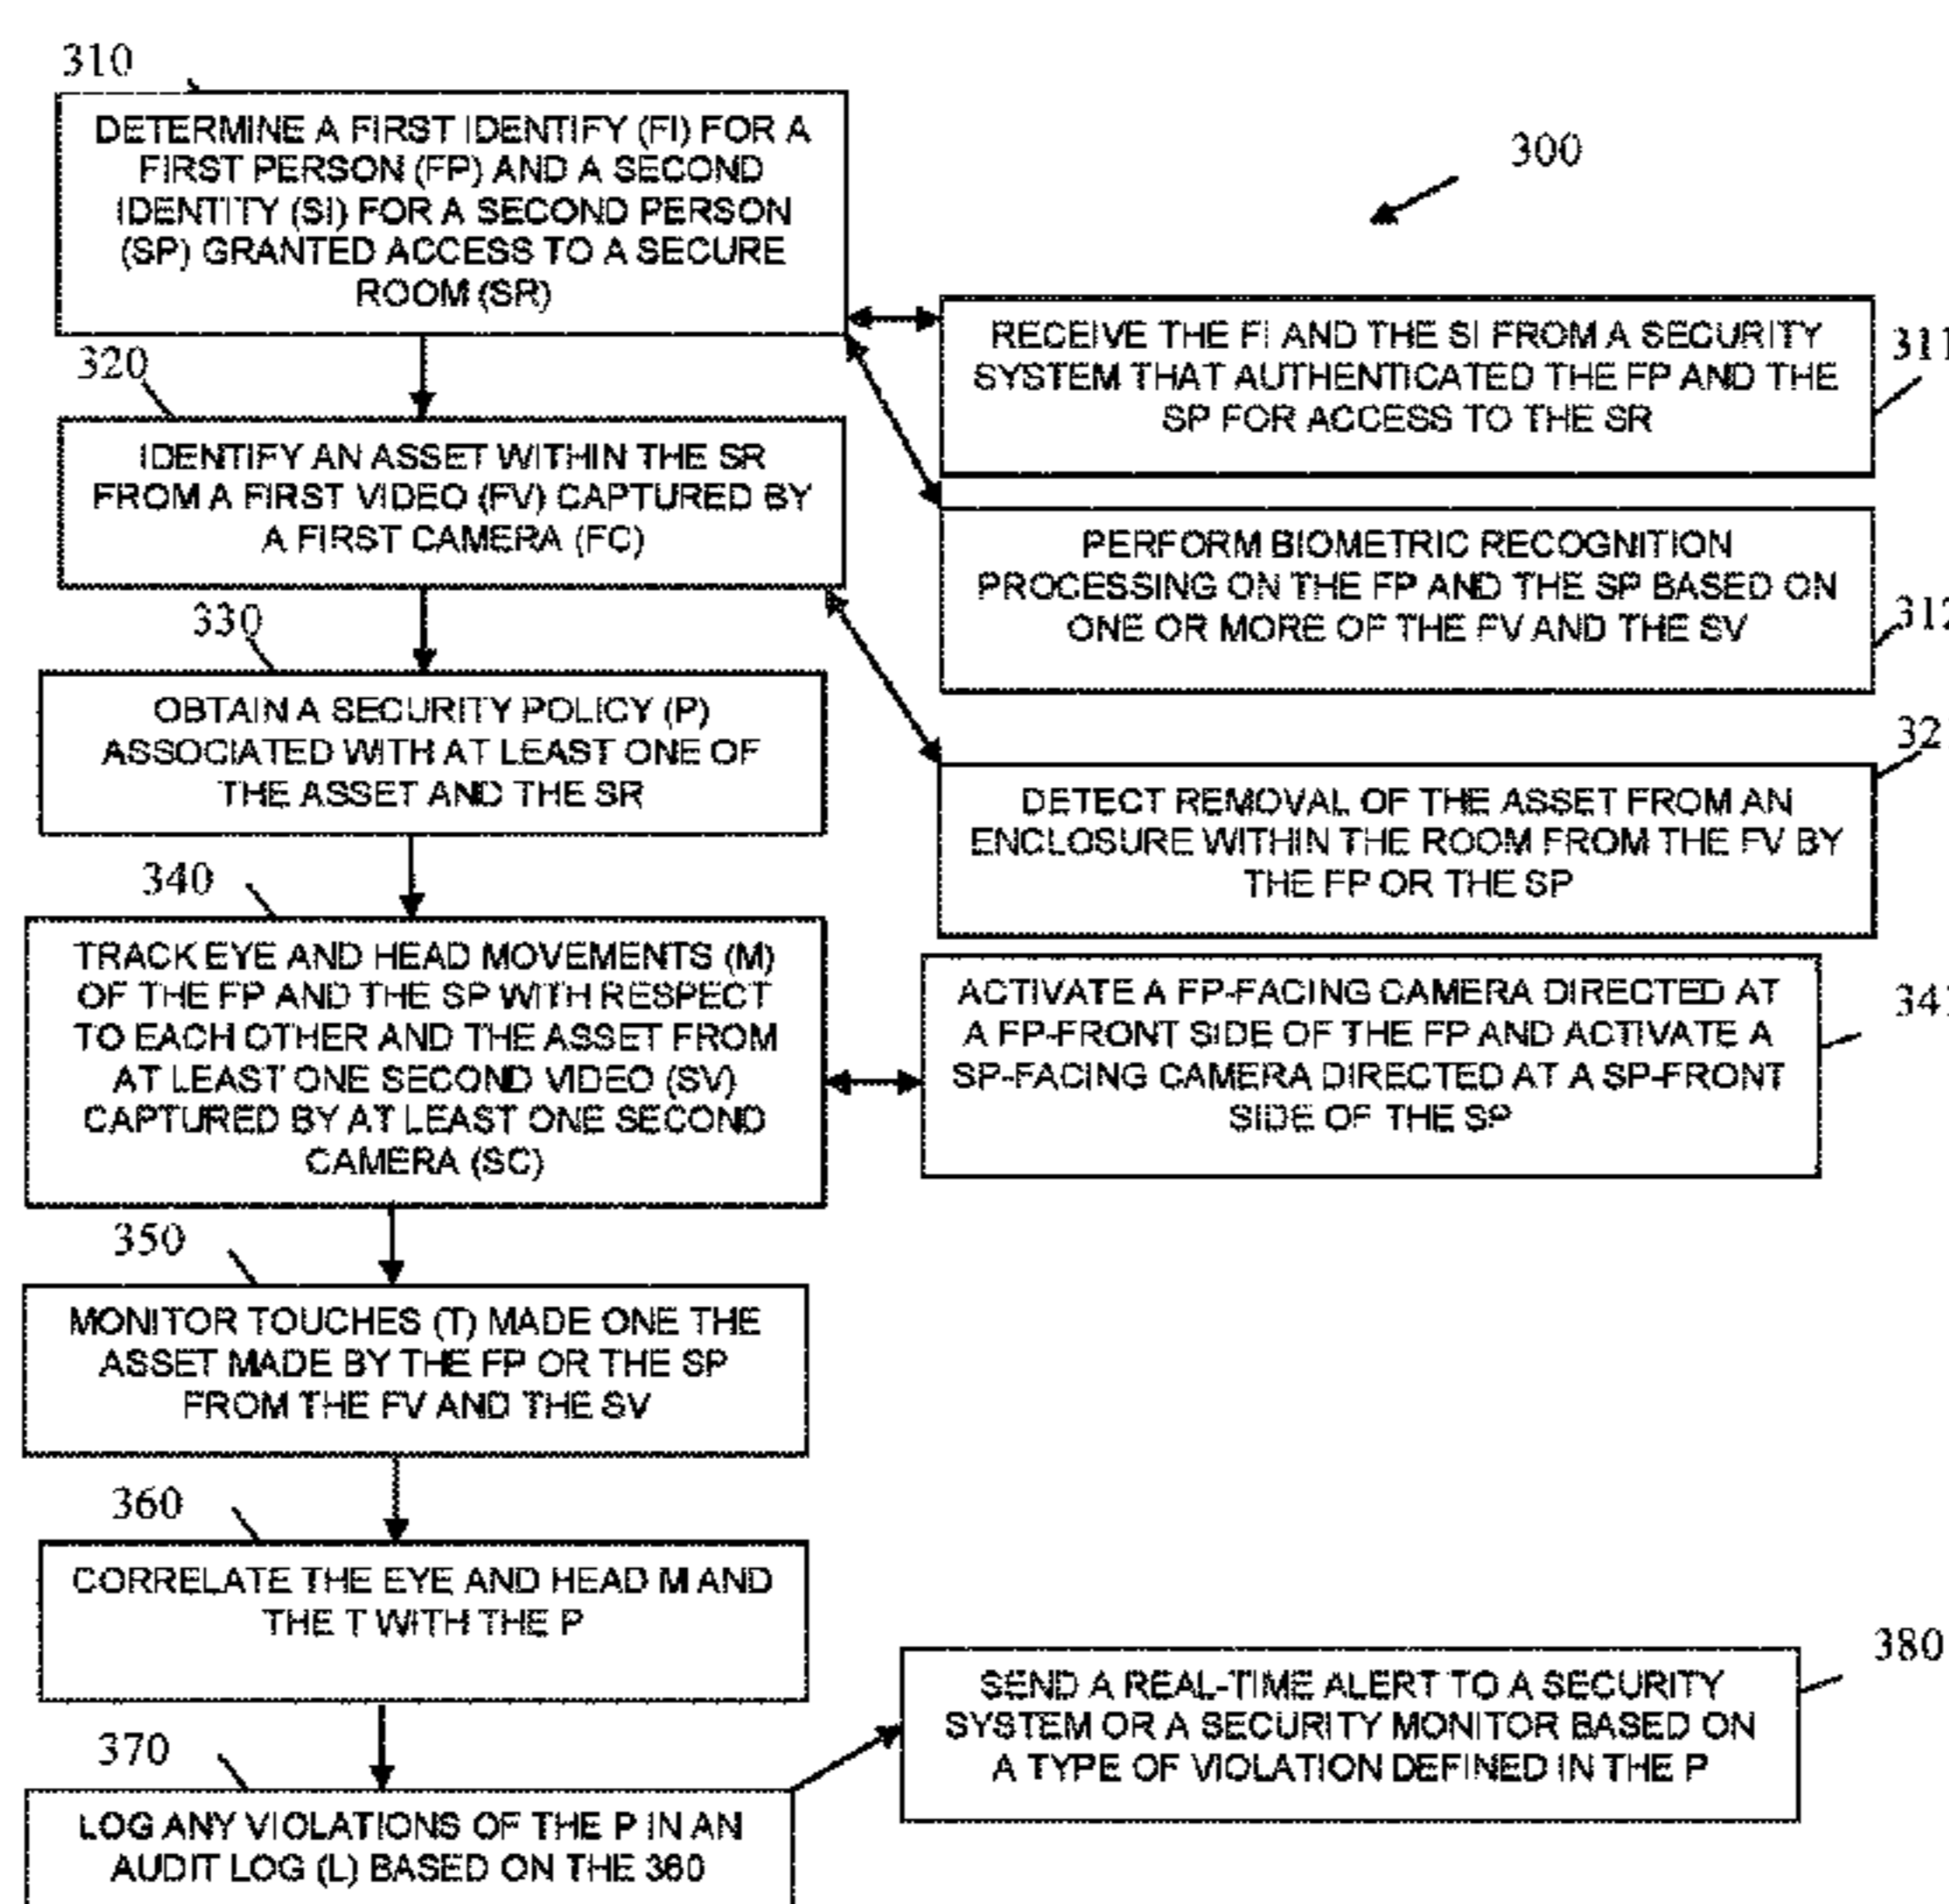 310
DETERMINE A FIRST IDENTIFY (FI) FOR A
FIRST PERSON (FP) AND A SECOND
IDENTITY (SI) FOR A SECOND PERSON
(SP) GRANTED ACCESS TO A SECURE
ROOM (SR)
300
RECEIVE THE FI AND THE SI FROM A SECURITY
SYSTEM THAT AUTHENTICATED THE FP AND THE
SP FOR ACCESS TO THE SR
311
320
IDENTIFY AN ASSET WITHIN THE SR
FROM A FIRST VIDEO (FV) CAPTURED BY
A FIRST CAMERA (FC)
PERFORM BIOMETRIC RECOGNITION
PROCESSING ON THE FP AND THE SP BASED ON
ONE OR MORE OF THE FV AND THE SV
312
330
OBTAIN A SECURITY POLICY (P)
ASSOCIATED WITH AT LEAST ONE OF
THE ASSET AND THE SR
32
DETECT REMOVAL OF THE ASSET FROM AN
ENCLOSURE WITHIN THE ROOM FROM THE FV BY
THE FP OR THE SP
340
TRACK EYE AND HEAD MOVEMENTS (M)
OF THE FP AND THE SP WITH RESPECT
TO EACH OTHER AND THE ASSET FROM
AT LEAST ONE SECOND VIDEO (SV)
CAPTURED BY AT LEAST ONE SECOND
CAMERA (SC)
ACTIVATE A FP-FACING CAMERA DIRECTED AT
A FP-FRONT SIDE OF THE FP AND ACTIVATE A
SP-FACING CAMERA DIRECTED AT A SP-FRONT
SIDE OF THE SP
341
350
MONITOR TOUCHES (T) MADE ONE THE
ASSET MADE BY THE FP OR THE SP
FROM THE FV AND THE SV
360
CORRELATE THE EYE AND HEAD M AND
THE T WITH THE P
380
SEND A REAL-TIME ALERT TO A SECURITY
SYSTEM OR A SECURITY MONITOR BASED ON
A TYPE OF VIOLATION DEFINED IN THE P
370
LOG ANY VIOLATIONS OF THE P IN AN
AUDIT LOG (L) BASED ON THE 360